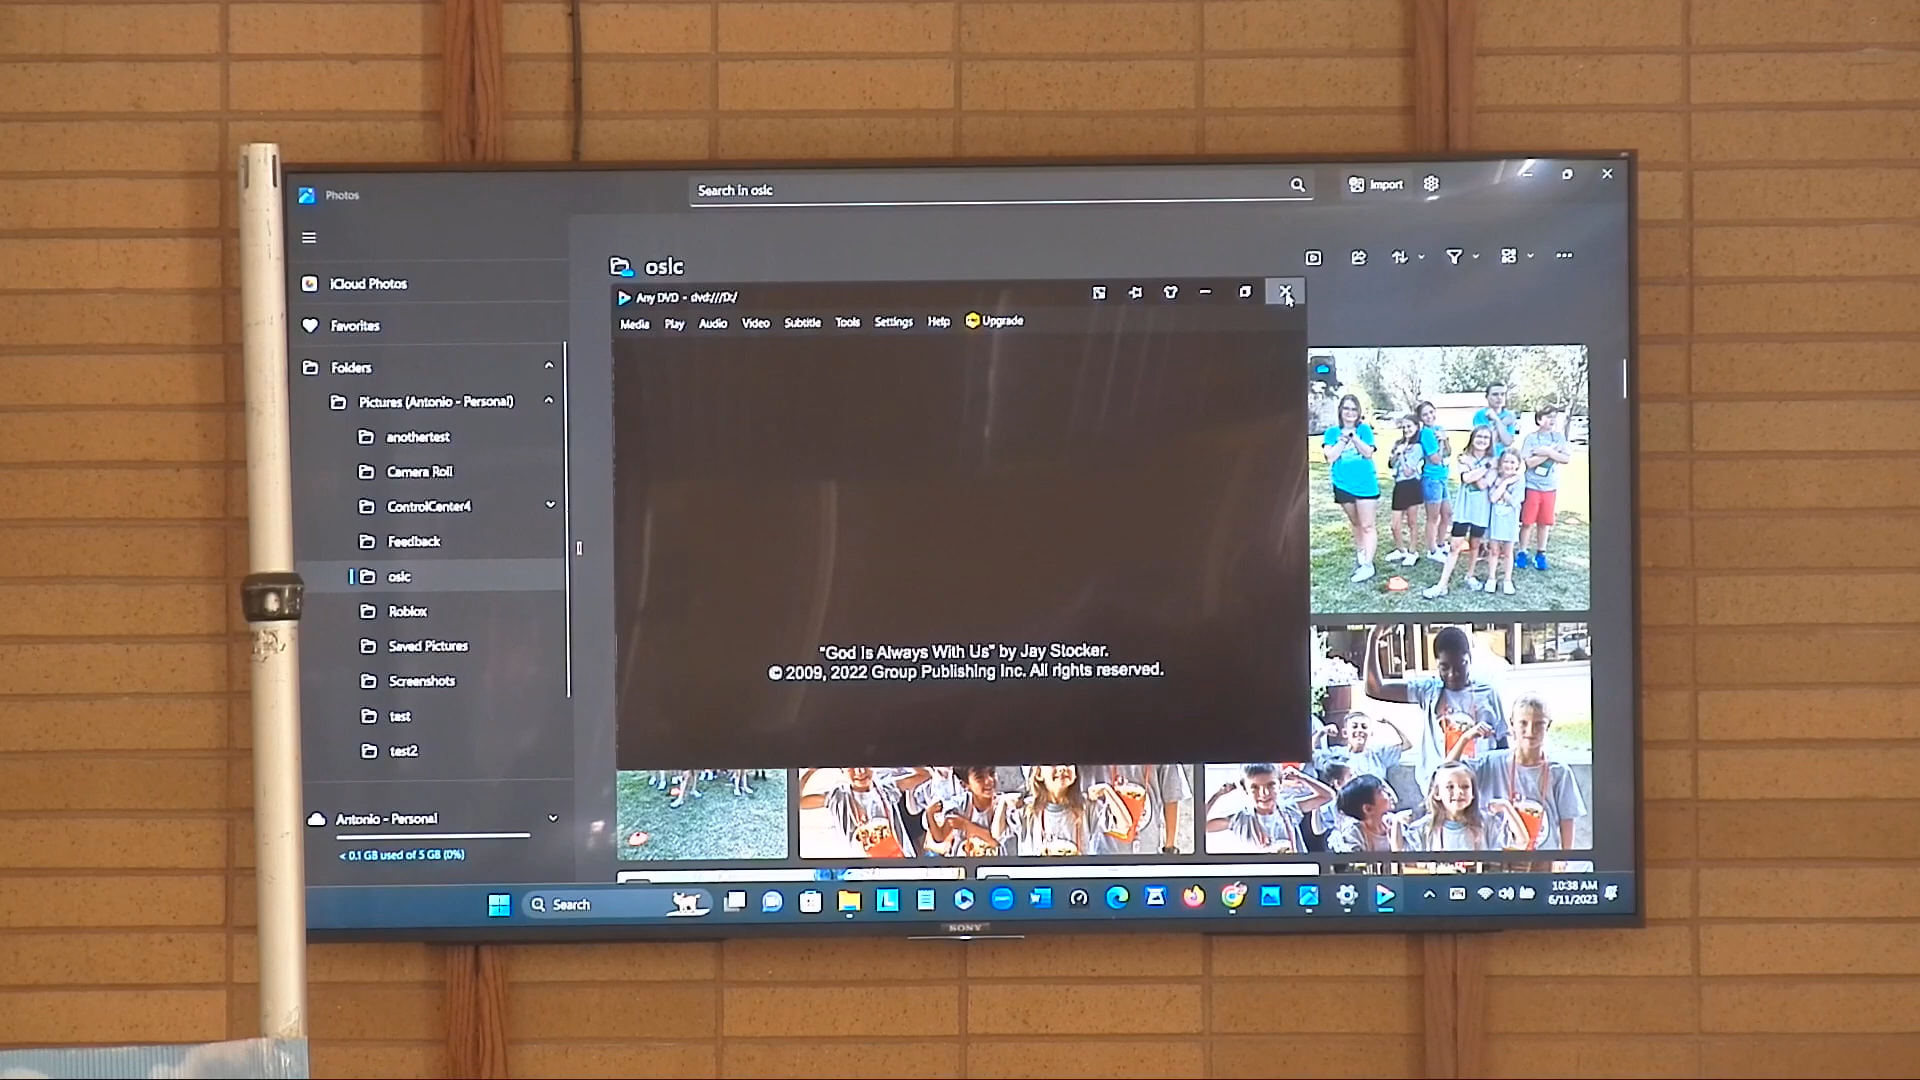 Photos
Search in osic
Import
iCloud Photos
osic
Any DVD - dvd:///D:/
Favorites
Media Play Audio Video Subtitle Tools Settings Help Upgrade
Folders
Pictures (Antonio - Personal)
anothertest
Camera Roll
ControlCenter4
Feedback
osic
Roblox
Saved Pictures
"God Is Always With Us" by Jay Stocker.
© 2009, 2022 Group Publishing Inc. All rights reserved.
Screenshots
test
test2
Antonio - Personal
< 0.1 GB used of 5 GB (0%)
Search
10:38 AM
6/11/2023
SONY